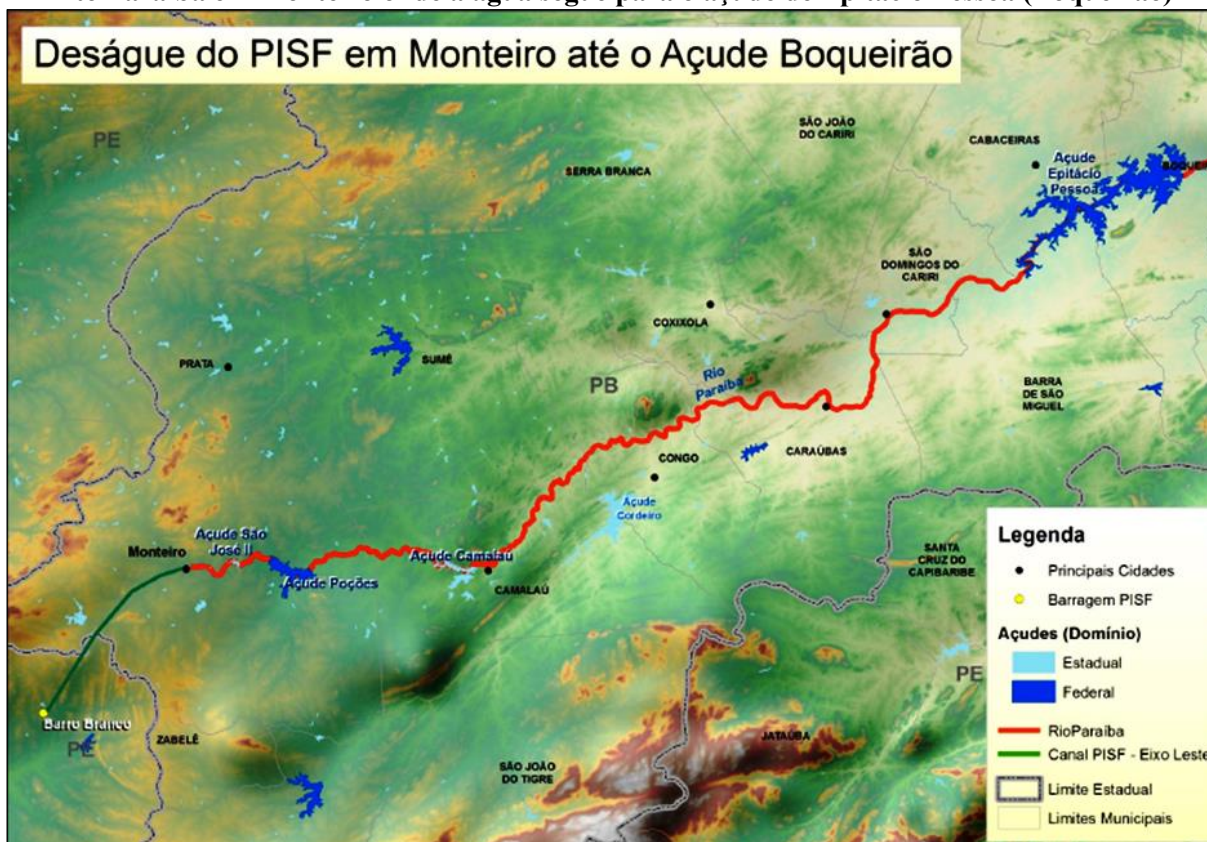 Deságue do PISF em Monteiro até o Açude Boqueirão
PE
SÃO JOÃO
DO CARIRI
CABACEIRAS
SERRA BRANCA
Açude
Epitácio
Pessoa
SÃO
DOMINGOS DO
CARIRI
COXIXOLA
PRATA
SUMÉ
PB
Rio
Paraíba
BARRA
DE SÃO
MIGUEL
CARAÚBAS
CONGO
Açude
Cordeiro
Monteiro
Açude São
José II
Açude Poções
Açude Camalaú
CAMALAÚ
SANTA
CRUZ DO
CAPIBARIBE
PE
Barro Branco
PE
ZABELÊ
SÃO JOÃO
DO TIGRE
JATAÚBA
Legenda
Principais Cidades
Barragem PISF
Açudes (Domínio)
Estadual
Federal
RioParaiba
Canal PISF - Eixo Leste
Limite Estadual
Limites Municipais